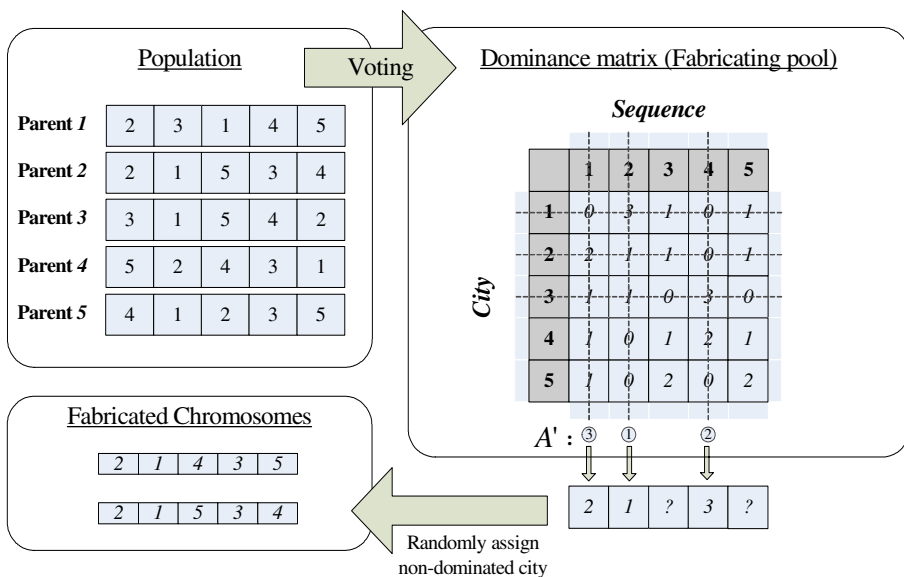 Population
Parent 1 2 3 1 4 5
Parent 2 2 1 5 3 4
Parent 3 3 1 5 4 2
Parent 4 5 2 4 3 1
Parent 5 4 1 2 3 5
Voting
Dominance matrix (Fabricating pool)
Sequence
City
1 2 3 4 5
1 0 3 1 0 1
2 2 1 1 0 1
3 1 1 0 3 0
4 1 0 1 2 1
5 1 0 2 0 2
A' : ③ ① ②
2 1 ? 3 ?
Randomly assign
non-dominated city
Fabricated Chromosomes
2 1 4 3 5
2 1 5 3 4